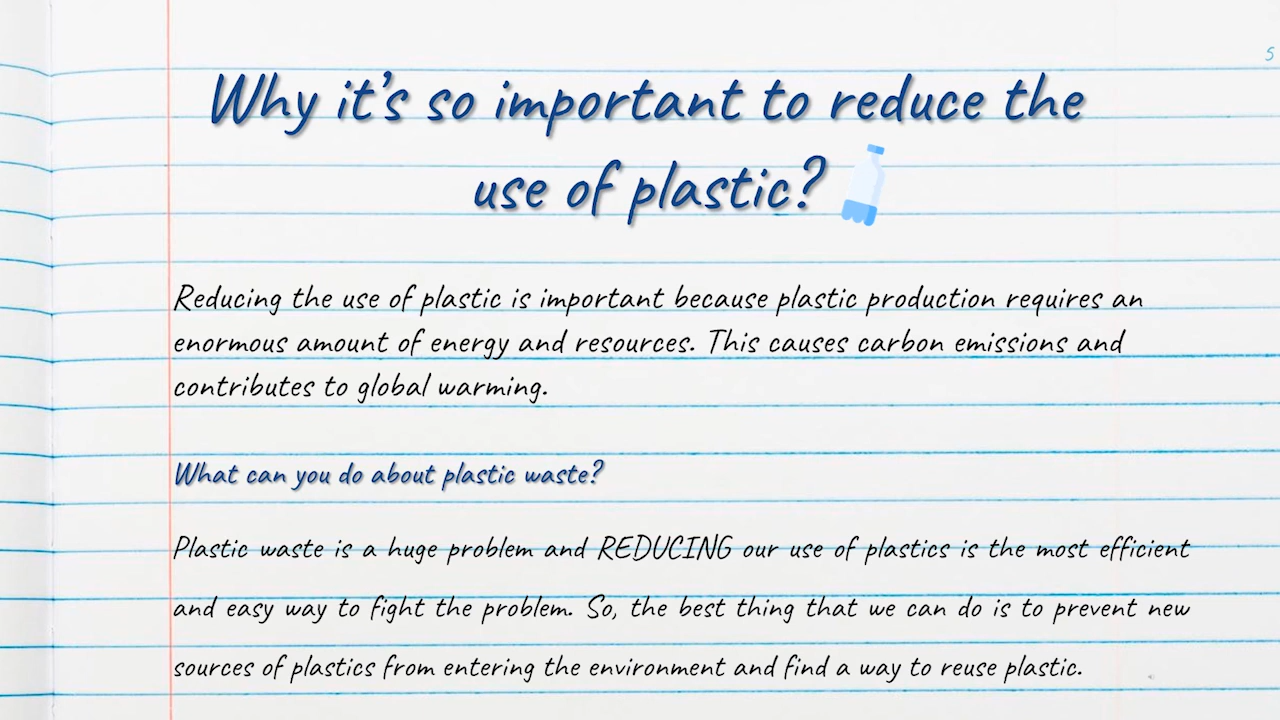 5
Why it's so important to reduce the
use of plastic?
Reducing the use of plastic is important because plastic production requires an
enormous amount of energy and resources. This causes carbon emissions and
contributes to global warming.
What can you do about plastic waste?
Plastic waste is a huge problem and REDUCING our use of plastics is the most efficient
and easy way to fight the problem. So, the best thing that we can do is to prevent new
sources of plastics from entering the environment and find a way to reuse plastic.